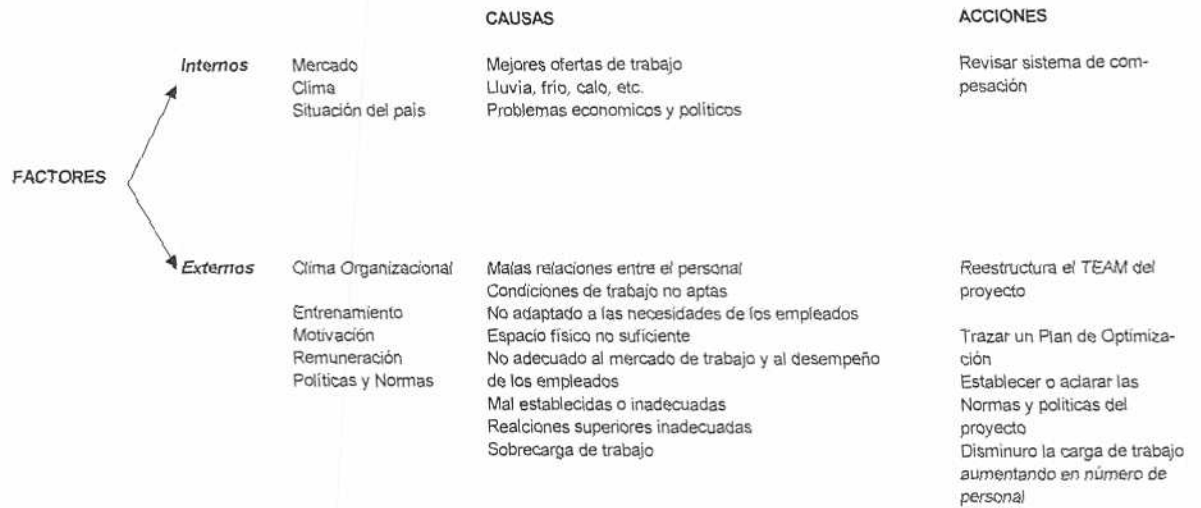 CAUSAS
ACCIONES
Internos Mercado Mejores ofertas de trabajo Revisar sistema de com-
Clima Lluvia, frío, calo, etc. pesación
Situación del país Problemas economicos y políticos
FACTORES
Externos Clima Organizacional Malas relaciones entre el personal Reestructura el TEAM del
Condiciones de trabajo no aptas proyecto
Entrenamiento No adaptado a las necesidades de los empleados
Motivación Espacio físico no suficiente Trazar un Plan de Optimiza-
Remuneración No adecuado al mercado de trabajo y al desempeño ción
Políticas y Normas de los empleados Establecer o aclarar las
Mal establecidas o inadecuadas Normas y políticas del
Realciones superiores inadecuadas proyecto
Sobrecarga de trabajo Disminuro la carga de trabajo
aumentando en número de
personal